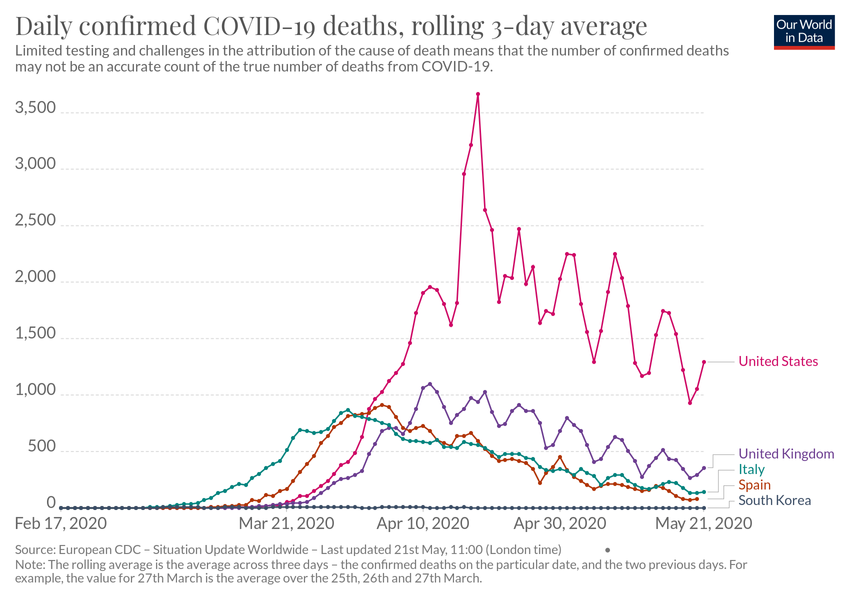 Daily confirmed COVID-19 deaths, rolling 3-day average
Our World
in Data
Limited testing and challenges in the attribution of the cause of death means that the number of confirmed deaths
may not be an accurate count of the true number of deaths from COVID-19.
3,500
3,000
2,500
2,000
1,500
1,000
500
0
United States
United Kingdom
Italy
Spain
South Korea
Feb 17, 2020
Mar 21, 2020
Apr 10, 2020
Apr 30, 2020
May 21, 2020
Source: European CDC – Situation Update Worldwide – Last updated 21st May, 11:00 (London time)
Note: The rolling average is the average across three days – the confirmed deaths on the particular date, and the two previous days. For
example, the value for 27th March is the average over the 25th, 26th and 27th March.